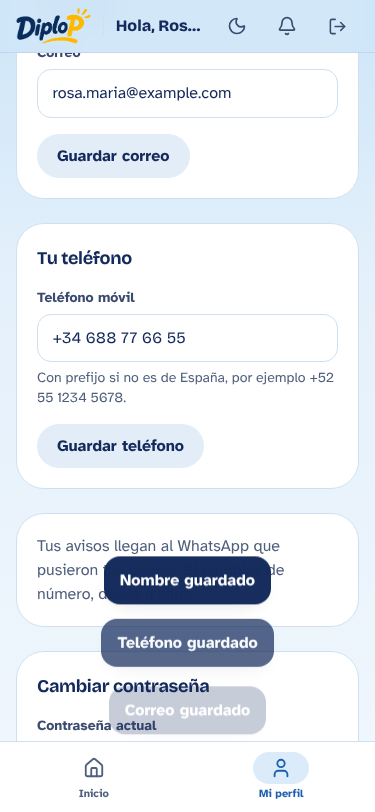 DiploP
Hola, Ros...
Correo
rosa.maria@example.com
Guardar correo
Tu teléfono
Teléfono móvil
+34 688 77 66 55
Con prefijo si no es de España, por ejemplo +52
55 1234 5678.
Guardar teléfono
Tus avisos llegan al WhatsApp que
pusieron de
Nombre guardado
número,
Teléfono guardado
Cambiar contraseña
Correo guardado
Contraseña actual
Inicio
Mi perfil